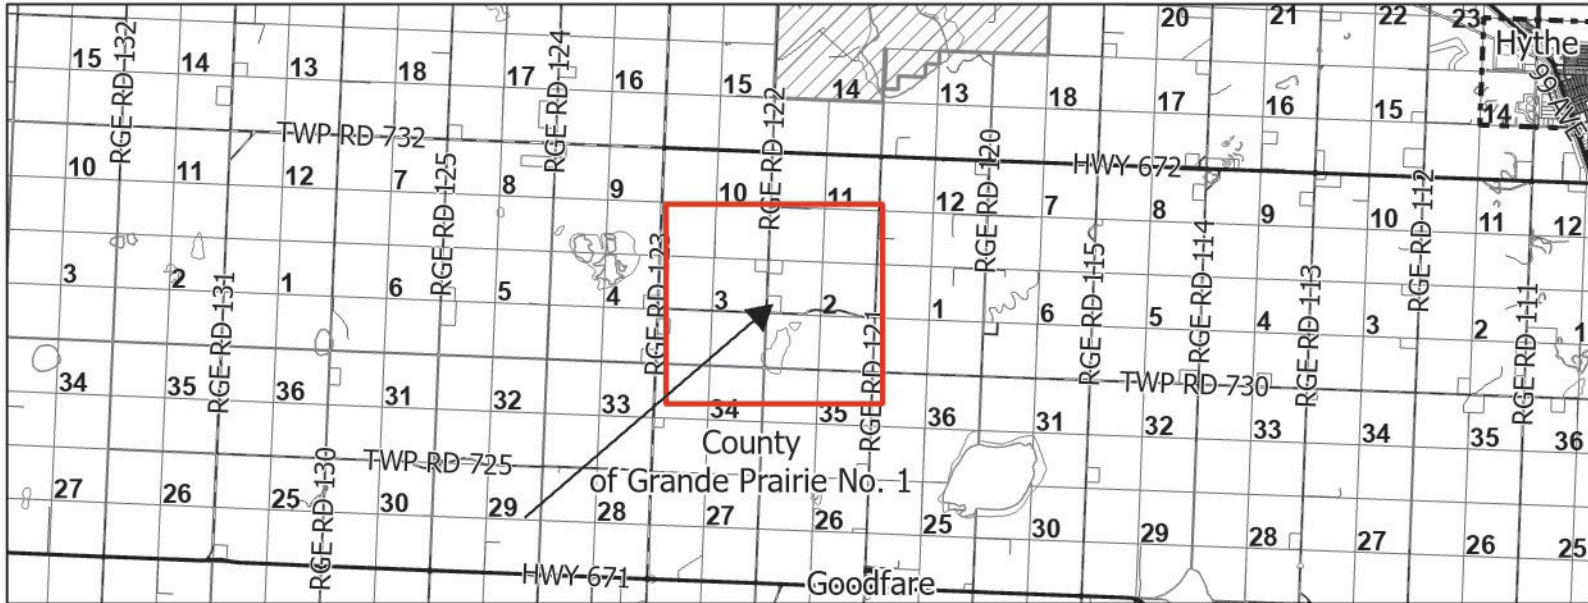 20 21 22 23
Hythe
99 AVE
15 14 13 18 17 16 15 14 13 18 17 16 15 14
RGE-RD-132
RGE-RD-124
RGE-RD-122
TWP RD 732
HWY 672
10 11 12 7 8 9 10 11 12 7 8 9 10 11 12
RGE-RD-125
RGE-RD-120
RGE-RD-112
3 2 1 6 5 4 3 2 1 6 5 4 3 2 1
RGE-RD-131
RGE-RD-123
RGE-RD-121
RGE-RD-115
RGE-RD-114
RGE-RD-113
RGE-RD-111
TWP RD 730
34 35 36 31 32 33 34 35 36 31 32 33 34 35 36
County
of Grande Prairie No. 1
TWP RD 725
RGE-RD-130
27 26 25 30 29 28 27 26 25 30 29 28 27 26 25
HWY 671
Goodfare